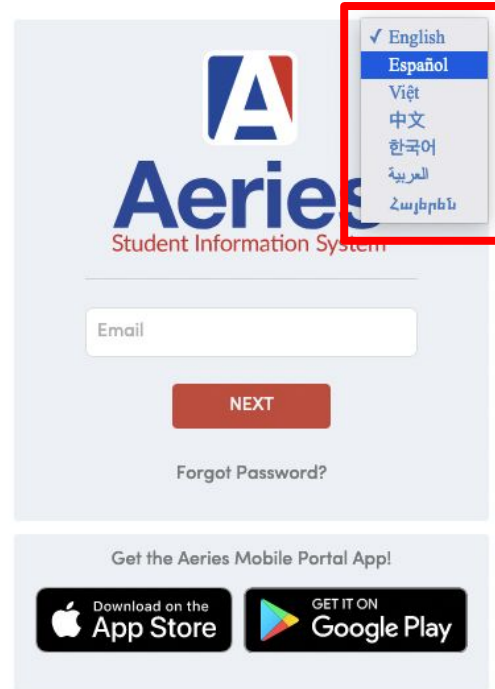 ✓ English
Español
Việt
中文
한국어
العربية
Հայերեն
Aeries
Student Information System
Email
NEXT
Forgot Password?
Get the Aeries Mobile Portal App!
Download on the
App Store
GET IT ON
Google Play